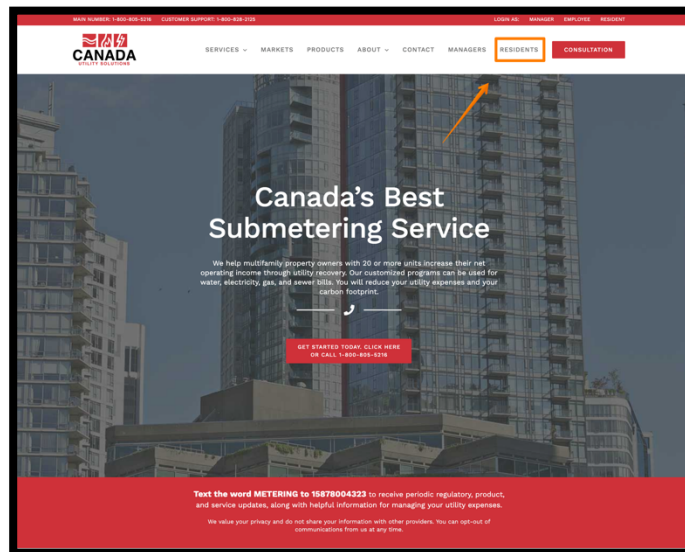 MAIN NUMBER: 1-800-805-5216 CUSTOMER SUPPORT: 1-800-828-2125 LOGIN AS: MANAGER EMPLOYEE RESIDENT
CANADA
UTILITY SOLUTIONS
SERVICES MARKETS PRODUCTS ABOUT CONTACT MANAGERS RESIDENTS CONSULTATION
Canada's Best
Submetering Service
We help multifamily property owners with 20 or more units increase their net
operating income through utility recovery. Our customized programs can be used for
water, electricity, gas, and sewer bills. You will reduce your utility expenses and your
carbon footprint.
GET STARTED TODAY. CLICK HERE
OR CALL 1-800-805-5216
Text the word METERING to 15878004323 to receive periodic regulatory, product,
and service updates, along with helpful information for managing your utility expenses.
We value your privacy and do not share your information with other providers. You can opt-out of
communications from us at any time.